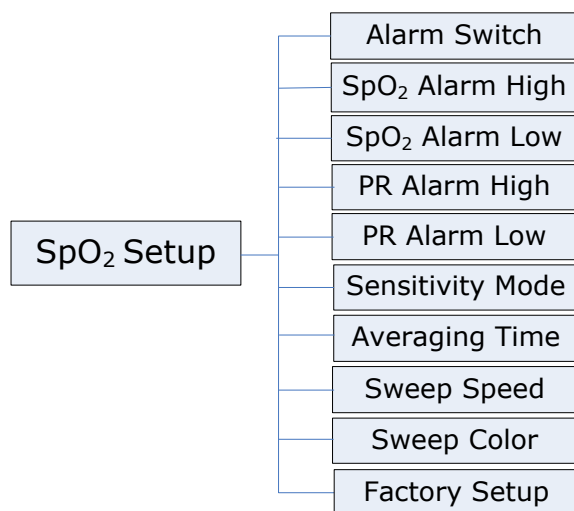 Alarm Switch
SpO₂ Alarm High
SpO₂ Alarm Low
PR Alarm High
PR Alarm Low
SpO₂ Setup
Sensitivity Mode
Averaging Time
Sweep Speed
Sweep Color
Factory Setup